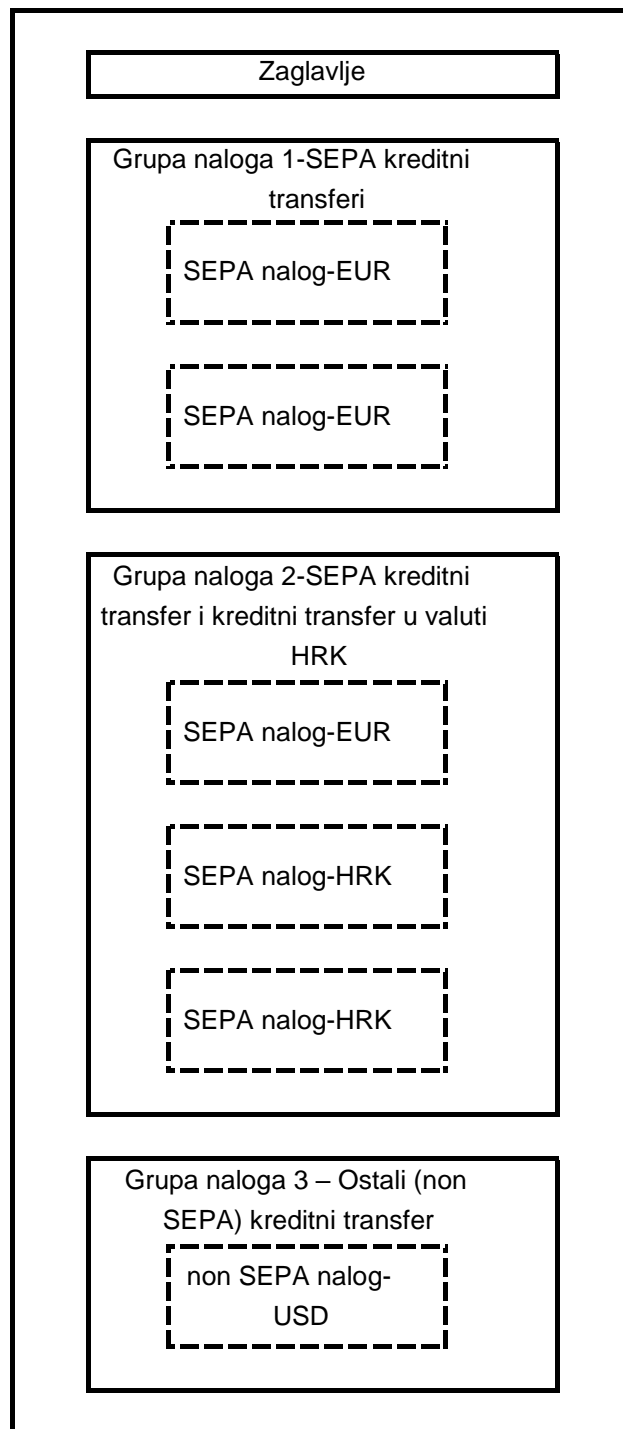 Zaglavlje
Grupa naloga 1-SEPA kreditni
transferi
SEPA nalog-EUR
SEPA nalog-EUR
Grupa naloga 2-SEPA kreditni
transfer i kreditni transfer u valuti
HRK
SEPA nalog-EUR
SEPA nalog-HRK
SEPA nalog-HRK
Grupa naloga 3 – Ostali (non
SEPA) kreditni transfer
non SEPA nalog-
USD